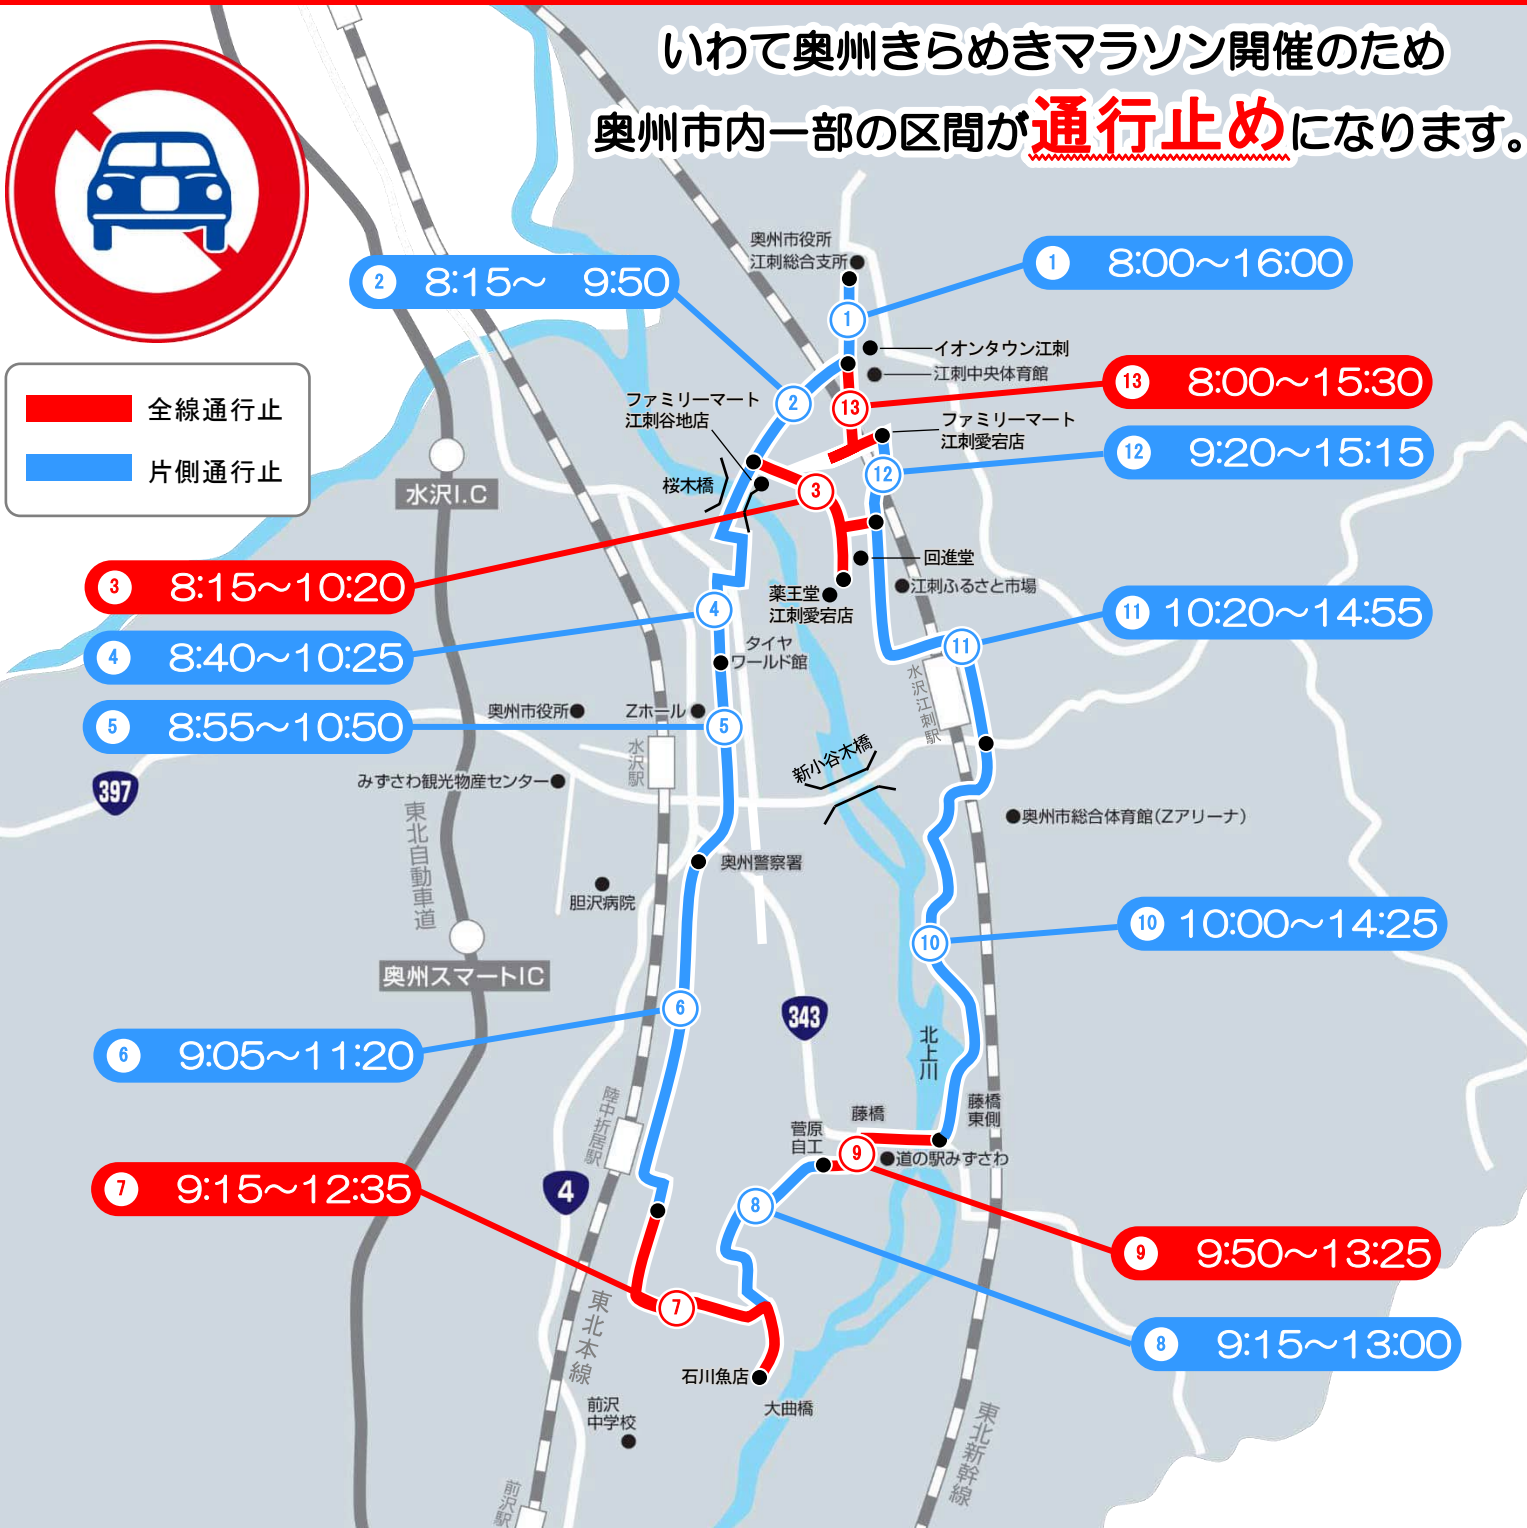 いわて奥州きらめきマラソン開催のため
奥州市内一部の区間が通行止めになります。
全線通行止
片側通行止
奥州市役所
江刺総合支所
1 8:00～16:00
2 8:15～ 9:50
1
イオンタウン江刺
江刺中央体育館
13 8:00～15:30
2
13
ファミリーマート
江刺谷地店
ファミリーマート
江刺愛宕店
12 9:20～15:15
水沢I.C
桜木橋
3
12
回進堂
3 8:15～10:20
薬王堂
江刺愛宕店
江刺ふるさと市場
11 10:20～14:55
4
4 8:40～10:25
タイヤ
ワールド館
11
水沢江刺駅
5 8:55～10:50
奥州市役所
Zホール
5
水沢駅
新小谷木橋
397
みずさわ観光物産センター
東北自動車道
奥州市総合体育館(Zアリーナ)
奥州警察署
胆沢病院
10
10 10:00～14:25
奥州スマートIC
6
343
北上川
6 9:05～11:20
陸中折居駅
藤橋
藤橋
東側
菅原
自工
9
道の駅みずさわ
7 9:15～12:35
4
8
9 9:50～13:25
7
東北本線
8 9:15～13:00
石川魚店
大曲橋
前沢
中学校
東北新幹線
前沢駅